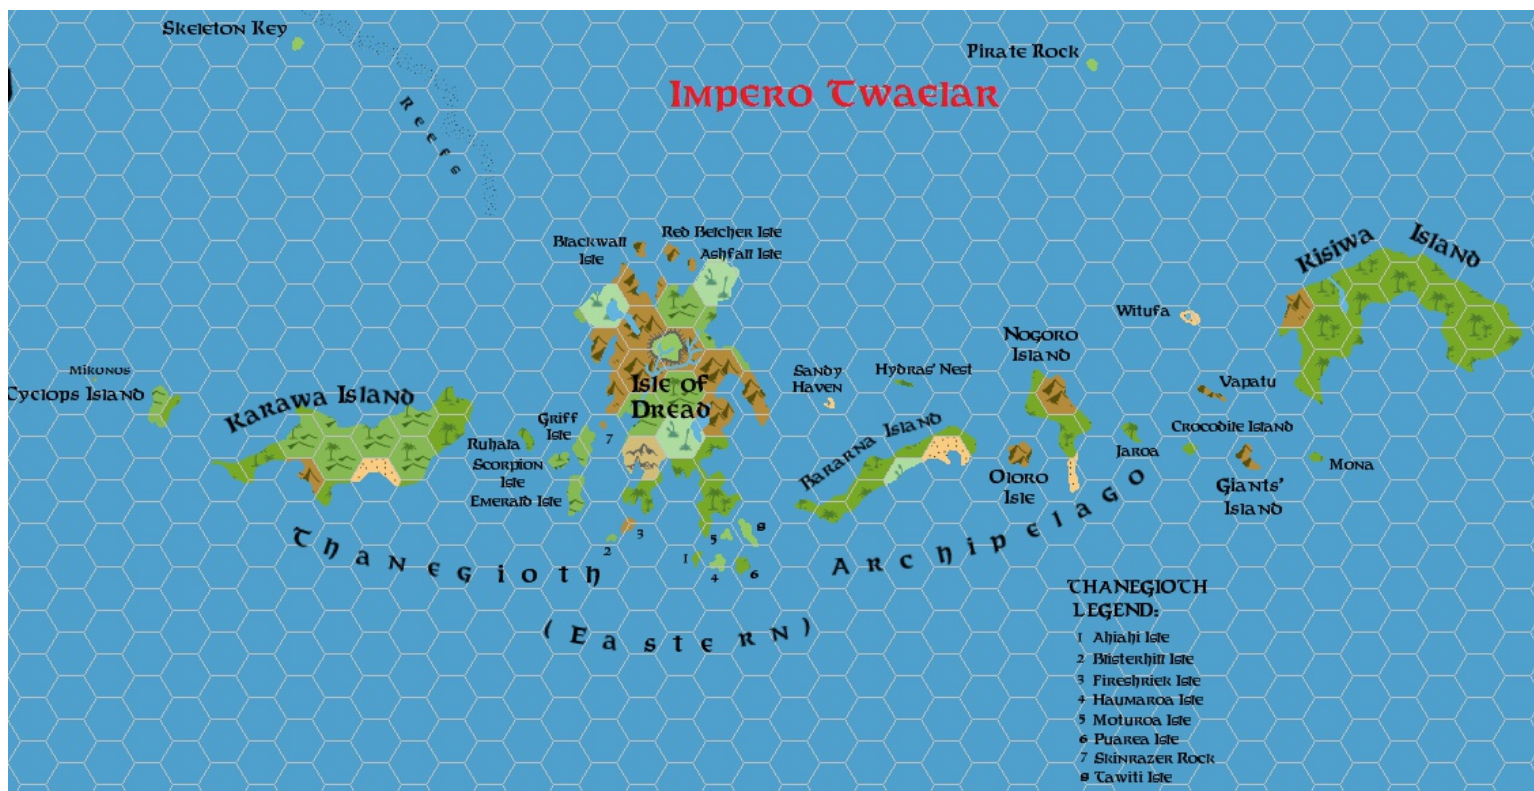 Skeleton Key
Pirate Rock
Impero Twaelar
Reefs
Blackwall
Isle
Red Belcher Isle
Ashfall Isle
Risiwa Island
Witufa
Nogoro
Island
Mikonos
Cyclops Island
Karawa Island
Isle of
Dread
Sandy
Haven
Hydras' Nest
Vapatu
Griff
Isle
7
Ruhala
Scorpion
Isle
Emerald Isle
Bararna Island
Oloro
Isle
Jaroa
Crocodile Island
Giants'
Island
Mona
2
3
1
4
5
6
8
Thanegioth
Archipelago
(Eastern)
THANEGIOTH
LEGEND:
1 Ahiahi Isle
2 Blisterhill Isle
3 Fireshriek Isle
4 Haumaroa Isle
5 Moturoa Isle
6 Puarea Isle
7 Skinrazer Rock
8 Tawiti Isle